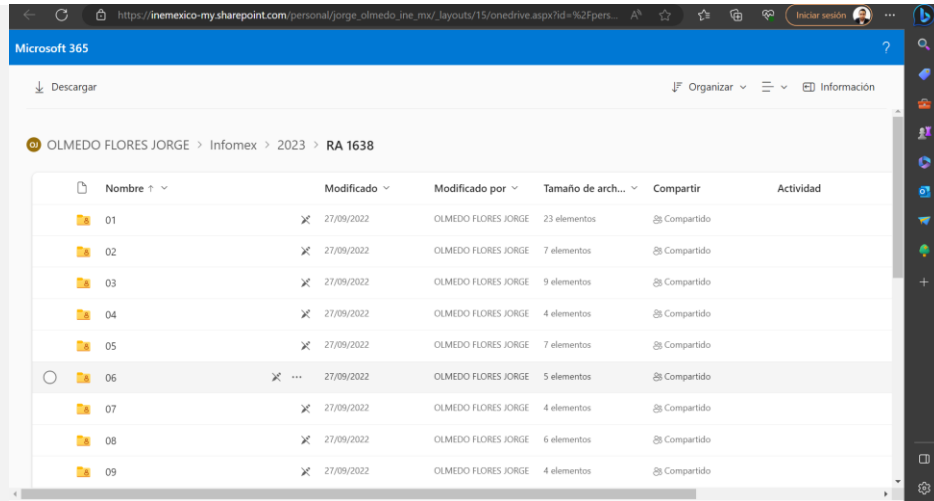 https://inemexico-my.sharepoint.com/personal/jorge_olmedo_ine_mx/_layouts/15/onedrive.aspx?id=%2Fpers... Iniciar sesión
Microsoft 365 ?
Descargar Organizar Información
OJ OLMEDO FLORES JORGE > Infomex > 2023 > RA 1638
Nombre Modificado Modificado por Tamaño de arch... Compartir Actividad
01 27/09/2022 OLMEDO FLORES JORGE 23 elementos Compartido
02 27/09/2022 OLMEDO FLORES JORGE 7 elementos Compartido
03 27/09/2022 OLMEDO FLORES JORGE 9 elementos Compartido
04 27/09/2022 OLMEDO FLORES JORGE 4 elementos Compartido
05 27/09/2022 OLMEDO FLORES JORGE 7 elementos Compartido
06 ... 27/09/2022 OLMEDO FLORES JORGE 5 elementos Compartido
07 27/09/2022 OLMEDO FLORES JORGE 4 elementos Compartido
08 27/09/2022 OLMEDO FLORES JORGE 6 elementos Compartido
09 27/09/2022 OLMEDO FLORES JORGE 4 elementos Compartido